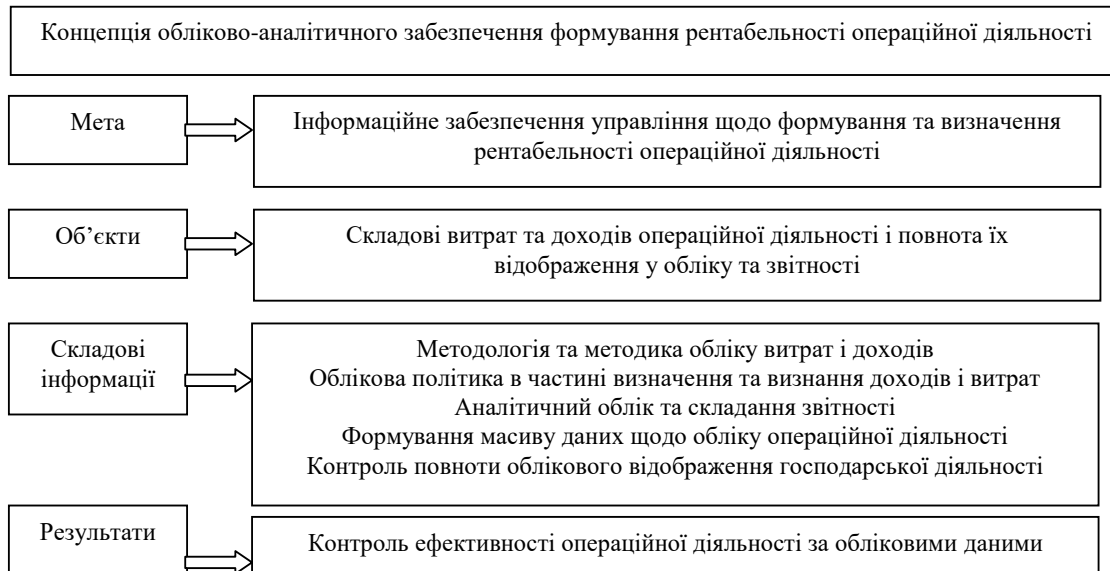 Концепція обліково-аналітичного забезпечення формування рентабельності операційної діяльності
Мета
Інформаційне забезпечення управління щодо формування та визначення
рентабельності операційної діяльності
Об’єкти
Складові витрат та доходів операційної діяльності і повнота їх
відображення у обліку та звітності
Складові
інформації
Методологія та методика обліку витрат і доходів
Облікова політика в частині визначення та визнання доходів і витрат
Аналітичний облік та складання звітності
Формування масиву даних щодо обліку операційної діяльності
Контроль повноти облікового відображення господарської діяльності
Результати
Контроль ефективності операційної діяльності за обліковими даними